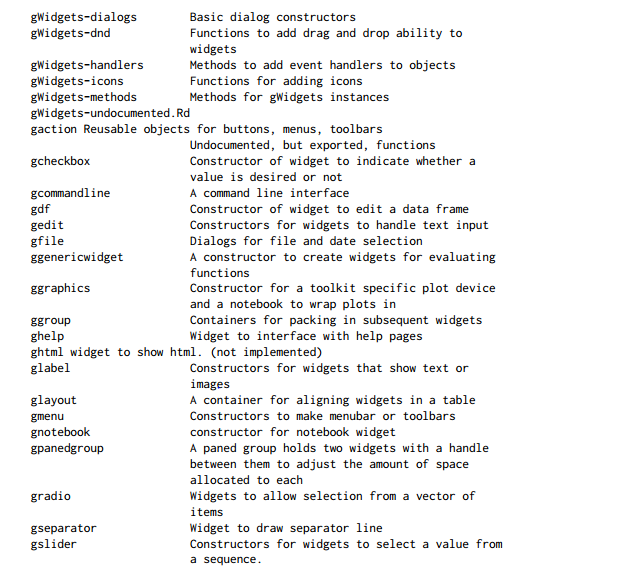 gWidgets-dialogs Basic dialog constructors
gWidgets-dnd Functions to add drag and drop ability to
widgets
gWidgets-handlers Methods to add event handlers to objects
gWidgets-icons Functions for adding icons
gWidgets-methods Methods for gWidgets instances
gWidgets-undocumented.Rd
gaction Reusable objects for buttons, menus, toolbars
Undocumented, but exported, functions
gcheckbox Constructor of widget to indicate whether a
value is desired or not
gcommandline A command line interface
gdf Constructor of widget to edit a data frame
gedit Constructors for widgets to handle text input
gfile Dialogs for file and date selection
ggenericwidget A constructor to create widgets for evaluating
functions
ggraphics Constructor for a toolkit specific plot device
and a notebook to wrap plots in
ggroup Containers for packing in subsequent widgets
ghelp Widget to interface with help pages
ghtml widget to show html. (not implemented)
glabel Constructors for widgets that show text or
images
glayout A container for aligning widgets in a table
gmenu Constructors to make menubar or toolbars
gnotebook constructor for notebook widget
gpanedgroup A paned group holds two widgets with a handle
between them to adjust the amount of space
allocated to each
gradio Widgets to allow selection from a vector of
items
gseparator Widget to draw separator line
gslider Constructors for widgets to select a value from
a sequence.